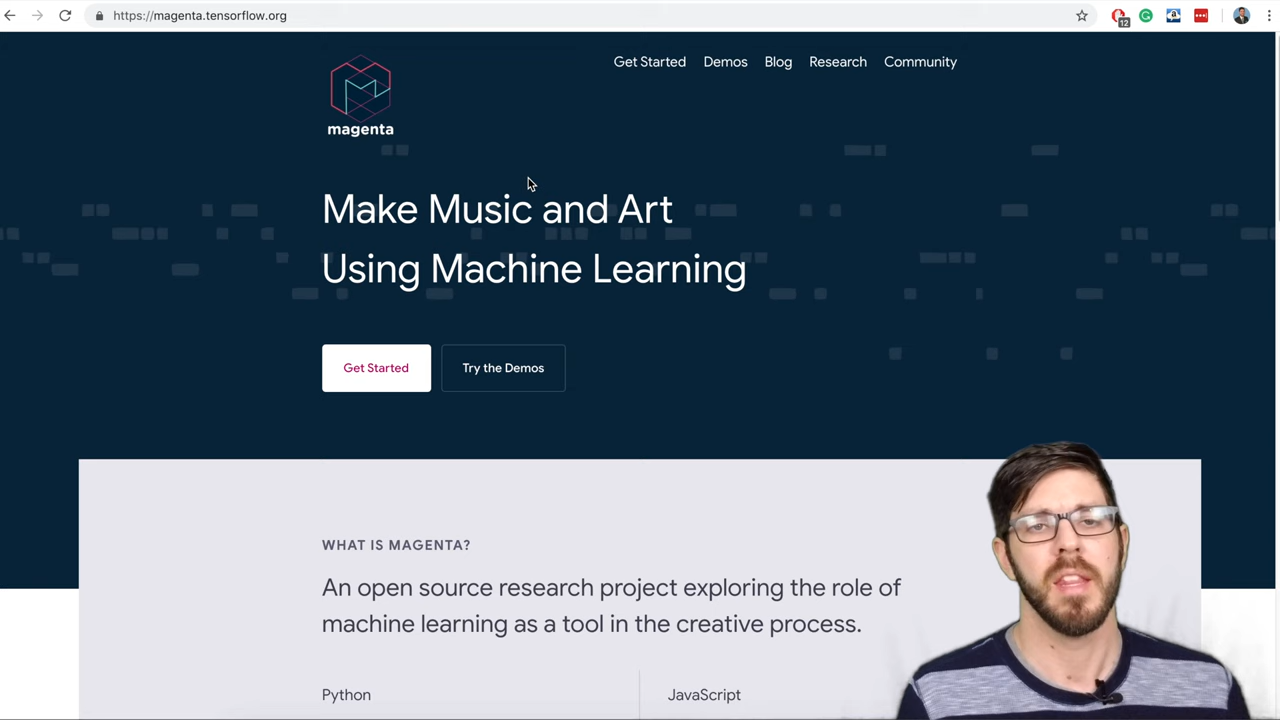 https://magenta.tensorflow.org
12
magenta
Get Started
Demos
Blog
Research
Community
Make Music and Art
Using Machine Learning
Get Started
Try the Demos
WHAT IS MAGENTA?
An open source research project exploring the role of
machine learning as a tool in the creative process.
Python
JavaScript